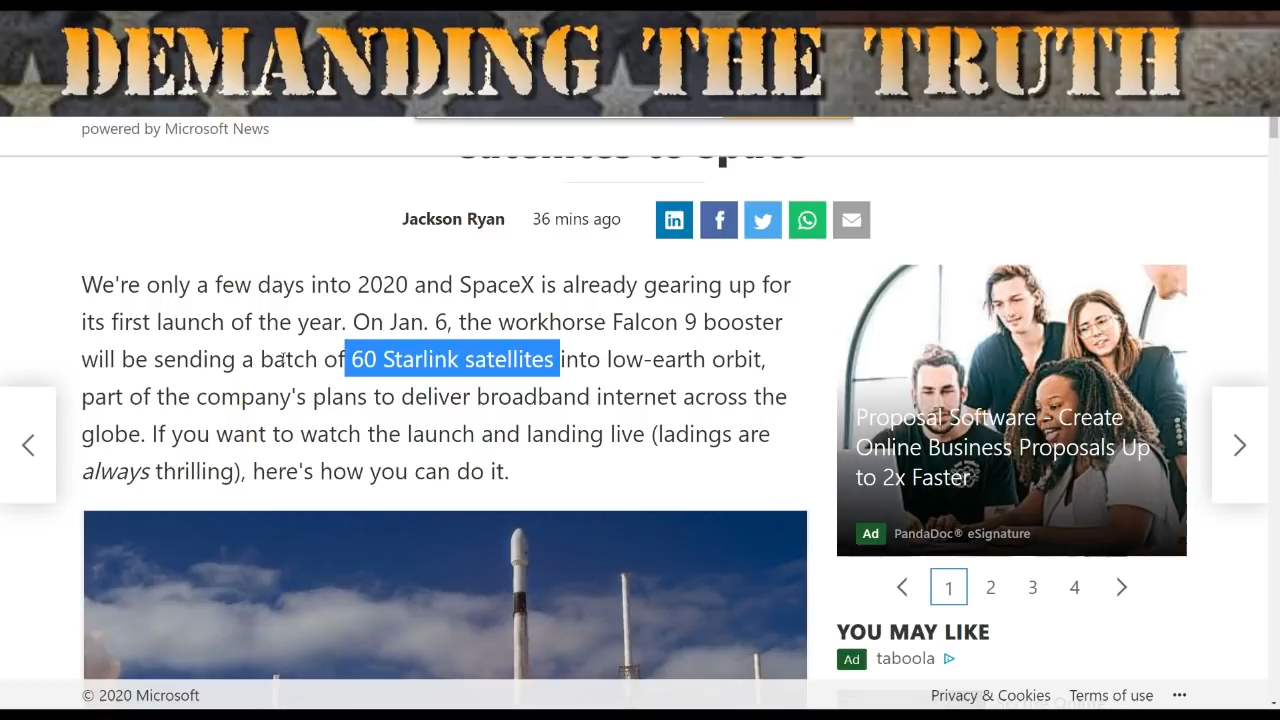 DEMANDING THE TRUTH
powered by Microsoft News
satellites to space
Jackson Ryan 36 mins ago
We're only a few days into 2020 and SpaceX is already gearing up for
its first launch of the year. On Jan. 6, the workhorse Falcon 9 booster
will be sending a batch of 60 Starlink satellites into low-earth orbit,
part of the company's plans to deliver broadband internet across the
globe. If you want to watch the launch and landing live (ladings are
always thrilling), here's how you can do it.
Proposal Software - Create
Online Business Proposals Up
to 2x Faster
Ad PandaDoc® eSignature
1 2 3 4
YOU MAY LIKE
Ad taboola
© 2020 Microsoft
Privacy & Cookies Terms of use